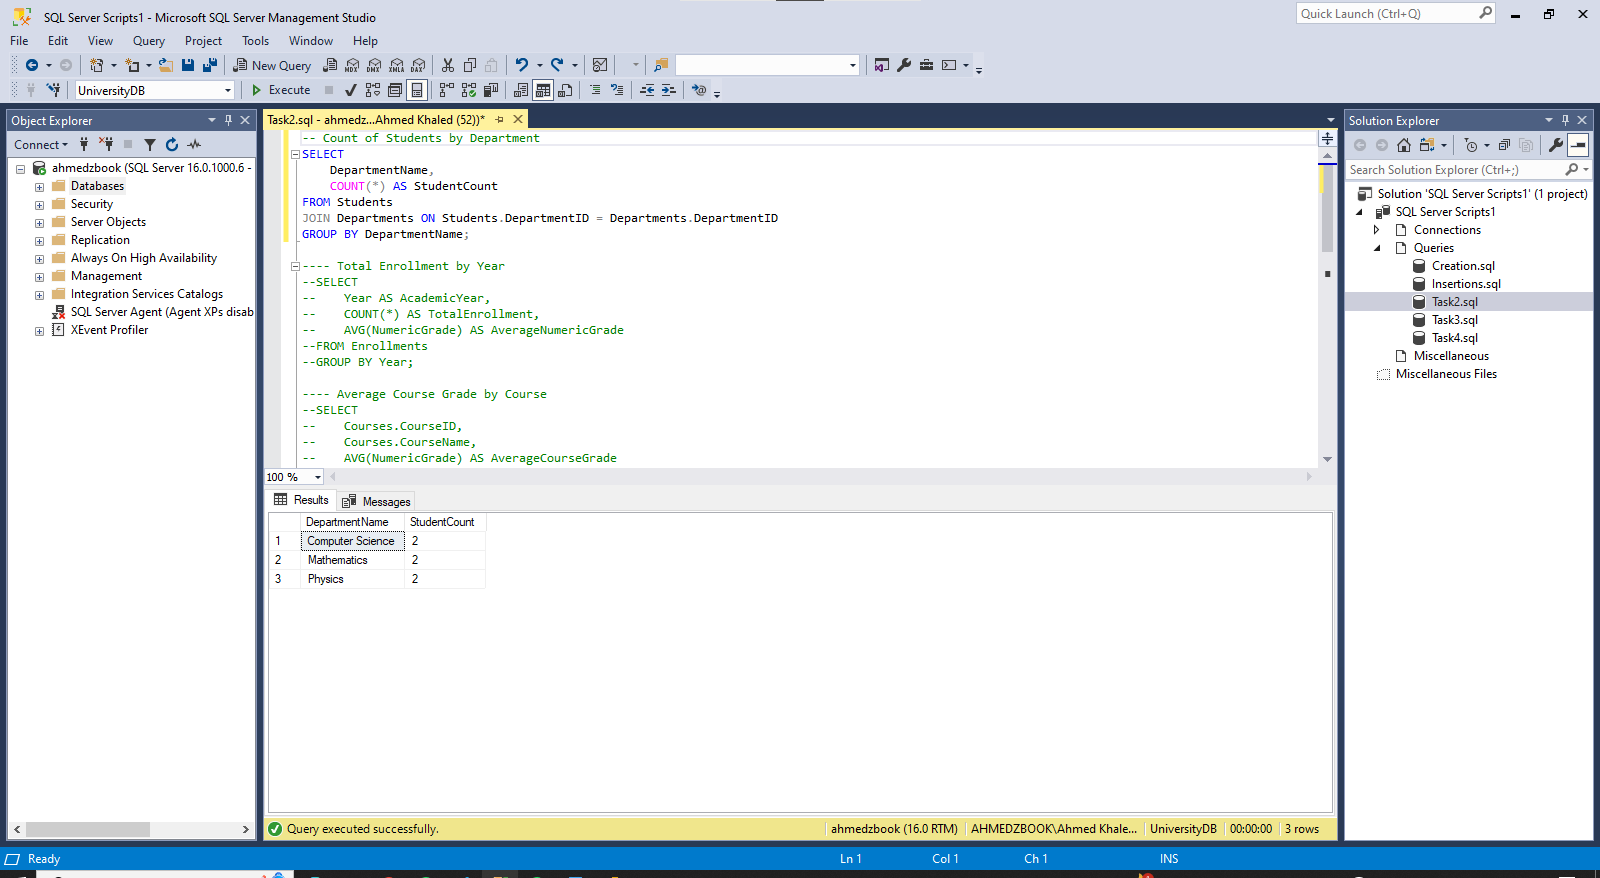 SQL Server Scripts1 - Microsoft SQL Server Management Studio
Quick Launch (Ctrl+Q)
File Edit View Query Project Tools Window Help
New Query
MDX DMX XMLA DAX
UniversityDB
Execute
Object Explorer
Connect
ahmedzbook (SQL Server 16.0.1000.6 -
Databases
Security
Server Objects
Replication
Always On High Availability
Management
Integration Services Catalogs
SQL Server Agent (Agent XPs disab
XEvent Profiler
Task2.sql - ahmedz...Ahmed Khaled (52))*
-- Count of Students by Department
SELECT
DepartmentName,
COUNT(*) AS StudentCount
FROM Students
JOIN Departments ON Students.DepartmentID = Departments.DepartmentID
GROUP BY DepartmentName;
---- Total Enrollment by Year
--SELECT
-- Year AS AcademicYear,
-- COUNT(*) AS TotalEnrollment,
-- AVG(NumericGrade) AS AverageNumericGrade
--FROM Enrollments
--GROUP BY Year;
---- Average Course Grade by Course
--SELECT
-- Courses.CourseID,
-- Courses.CourseName,
-- AVG(NumericGrade) AS AverageCourseGrade
100 %
Results Messages
DepartmentName StudentCount
1 Computer Science 2
2 Mathematics 2
3 Physics 2
Query executed successfully.
ahmedzbook (16.0 RTM) AHMEDZBOOK\Ahmed Khale... UniversityDB 00:00:00 3 rows
Solution Explorer
Search Solution Explorer (Ctrl+;)
Solution 'SQL Server Scripts1' (1 project)
SQL Server Scripts1
Connections
Queries
Creation.sql
Insertions.sql
Task2.sql
Task3.sql
Task4.sql
Miscellaneous
Miscellaneous Files
Ready Ln 1 Col 1 Ch 1 INS